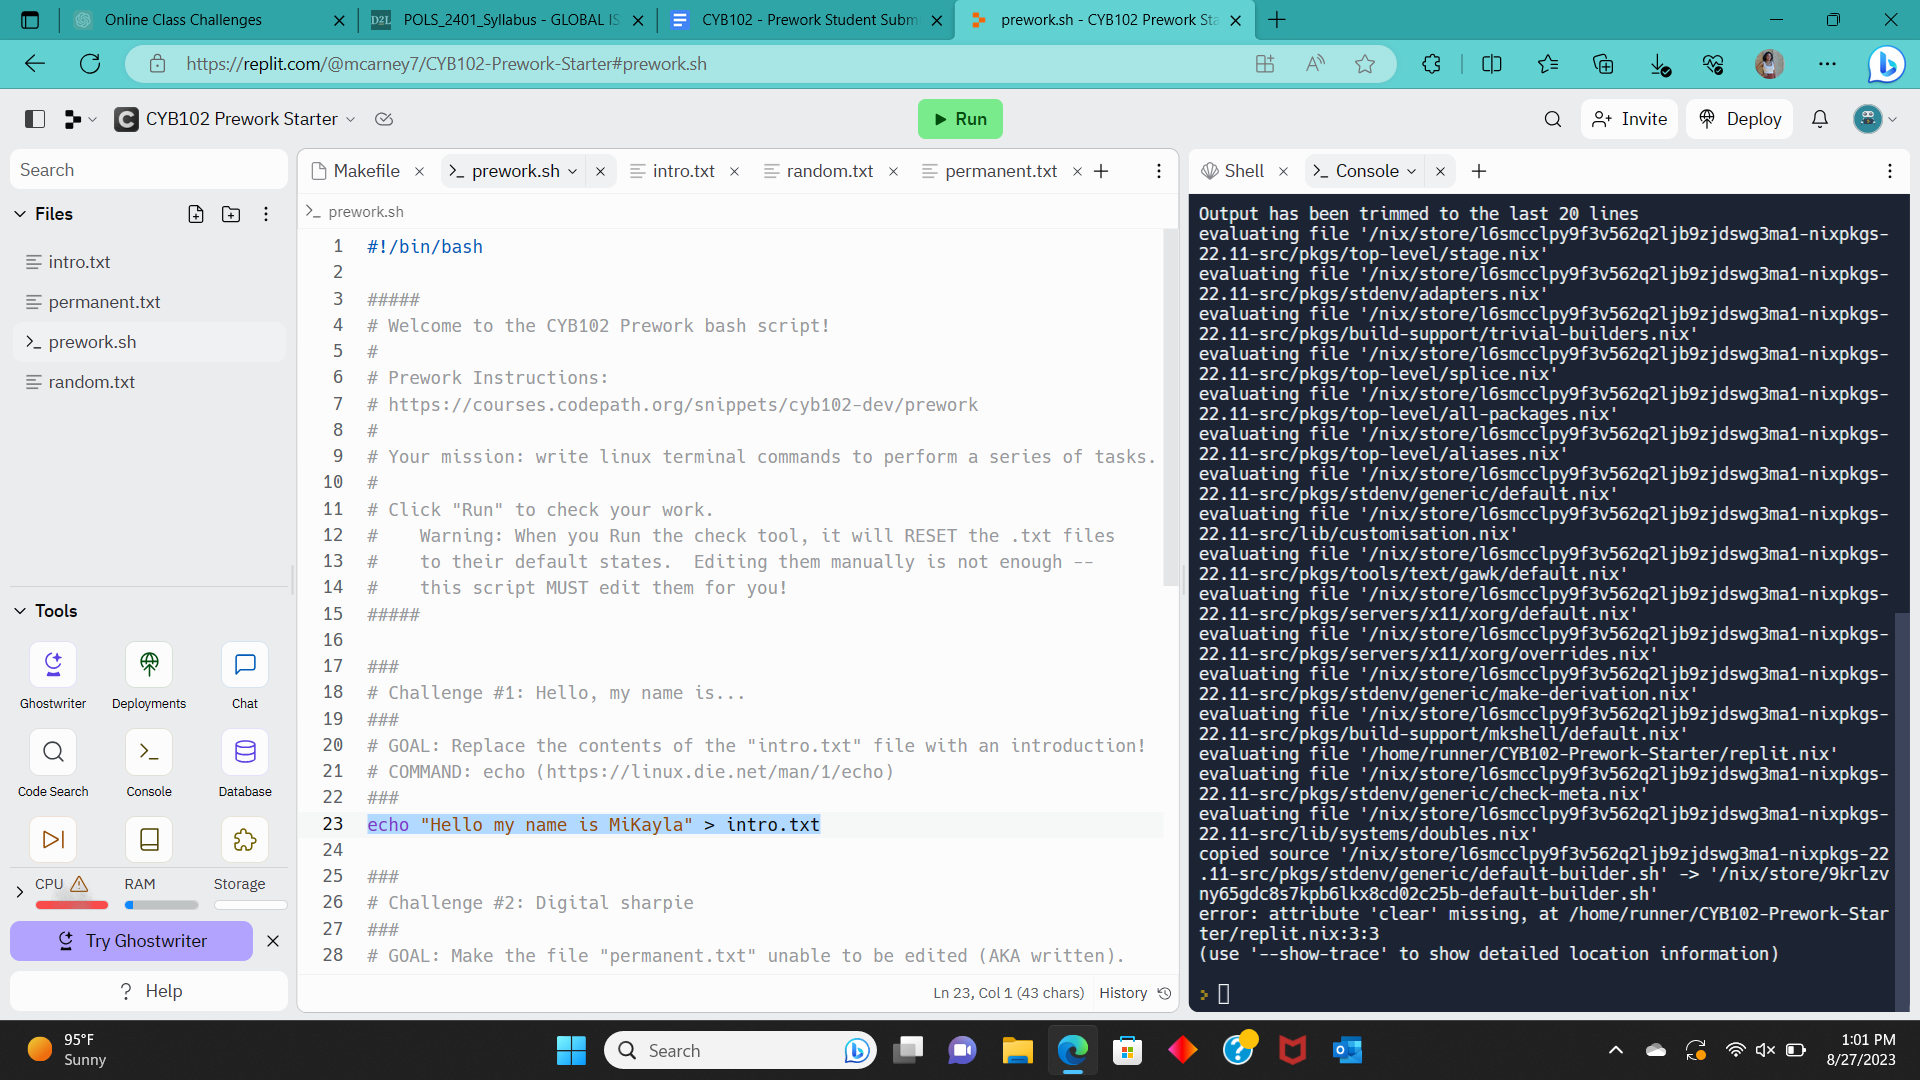 Online Class Challenges
D2L
POLS_2401_Syllabus - GLOBAL IS
CYB102 - Prework Student Subm
prework.sh - CYB102 Prework Sta
https://replit.com/@mcarney7/CYB102-Prework-Starter#prework.sh
CYB102 Prework Starter
Run
Invite
Deploy
Search
Files
intro.txt
permanent.txt
prework.sh
random.txt
Tools
Ghostwriter
Deployments
Chat
Code Search
Console
Database
CPU
RAM
Storage
Try Ghostwriter
? Help
Makefile
prework.sh
intro.txt
random.txt
permanent.txt
prework.sh
1 #!/bin/bash
2
3 #####
4 # Welcome to the CYB102 Prework bash script!
5 #
6 # Prework Instructions:
7 # https://courses.codepath.org/snippets/cyb102-dev/prework
8 #
9 # Your mission: write linux terminal commands to perform a series of tasks.
10 #
11 # Click "Run" to check your work.
12 #    Warning: When you Run the check tool, it will RESET the .txt files
13 #    to their default states.  Editing them manually is not enough --
14 #    this script MUST edit them for you!
15 #####
16
17 ###
18 # Challenge #1: Hello, my name is...
19 ###
20 # GOAL: Replace the contents of the "intro.txt" file with an introduction!
21 # COMMAND: echo (https://linux.die.net/man/1/echo)
22 ###
23 echo "Hello my name is MiKayla" > intro.txt
24
25 ###
26 # Challenge #2: Digital sharpie
27 ###
28 # GOAL: Make the file "permanent.txt" unable to be edited (AKA written).
Ln 23, Col 1 (43 chars)
History
Shell
Console
Output has been trimmed to the last 20 lines
evaluating file '/nix/store/l6smcclpy9f3v562q2ljb9zjdswg3ma1-nixpkgs-
22.11-src/pkgs/top-level/stage.nix'
evaluating file '/nix/store/l6smcclpy9f3v562q2ljb9zjdswg3ma1-nixpkgs-
22.11-src/pkgs/stdenv/adapters.nix'
evaluating file '/nix/store/l6smcclpy9f3v562q2ljb9zjdswg3ma1-nixpkgs-
22.11-src/pkgs/build-support/trivial-builders.nix'
evaluating file '/nix/store/l6smcclpy9f3v562q2ljb9zjdswg3ma1-nixpkgs-
22.11-src/pkgs/top-level/splice.nix'
evaluating file '/nix/store/l6smcclpy9f3v562q2ljb9zjdswg3ma1-nixpkgs-
22.11-src/pkgs/top-level/all-packages.nix'
evaluating file '/nix/store/l6smcclpy9f3v562q2ljb9zjdswg3ma1-nixpkgs-
22.11-src/pkgs/top-level/aliases.nix'
evaluating file '/nix/store/l6smcclpy9f3v562q2ljb9zjdswg3ma1-nixpkgs-
22.11-src/pkgs/stdenv/generic/default.nix'
evaluating file '/nix/store/l6smcclpy9f3v562q2ljb9zjdswg3ma1-nixpkgs-
22.11-src/lib/customisation.nix'
evaluating file '/nix/store/l6smcclpy9f3v562q2ljb9zjdswg3ma1-nixpkgs-
22.11-src/pkgs/tools/text/gawk/default.nix'
evaluating file '/nix/store/l6smcclpy9f3v562q2ljb9zjdswg3ma1-nixpkgs-
22.11-src/pkgs/servers/x11/xorg/default.nix'
evaluating file '/nix/store/l6smcclpy9f3v562q2ljb9zjdswg3ma1-nixpkgs-
22.11-src/pkgs/servers/x11/xorg/overrides.nix'
evaluating file '/nix/store/l6smcclpy9f3v562q2ljb9zjdswg3ma1-nixpkgs-
22.11-src/pkgs/stdenv/generic/make-derivation.nix'
evaluating file '/nix/store/l6smcclpy9f3v562q2ljb9zjdswg3ma1-nixpkgs-
22.11-src/pkgs/build-support/mkshell/default.nix'
evaluating file '/home/runner/CYB102-Prework-Starter/replit.nix'
evaluating file '/nix/store/l6smcclpy9f3v562q2ljb9zjdswg3ma1-nixpkgs-
22.11-src/pkgs/stdenv/generic/check-meta.nix'
evaluating file '/nix/store/l6smcclpy9f3v562q2ljb9zjdswg3ma1-nixpkgs-
22.11-src/lib/systems/doubles.nix'
copied source '/nix/store/l6smcclpy9f3v562q2ljb9zjdswg3ma1-nixpkgs-22
.11-src/pkgs/stdenv/generic/default-builder.sh' -> '/nix/store/9krlzv
ny65gdc8s7kpb6lkx8cd02c25b-default-builder.sh'
error: attribute 'clear' missing, at /home/runner/CYB102-Prework-Star
ter/replit.nix:3:3
(use '--show-trace' to show detailed location information)
95°F
Sunny
Search
1:01 PM
8/27/2023